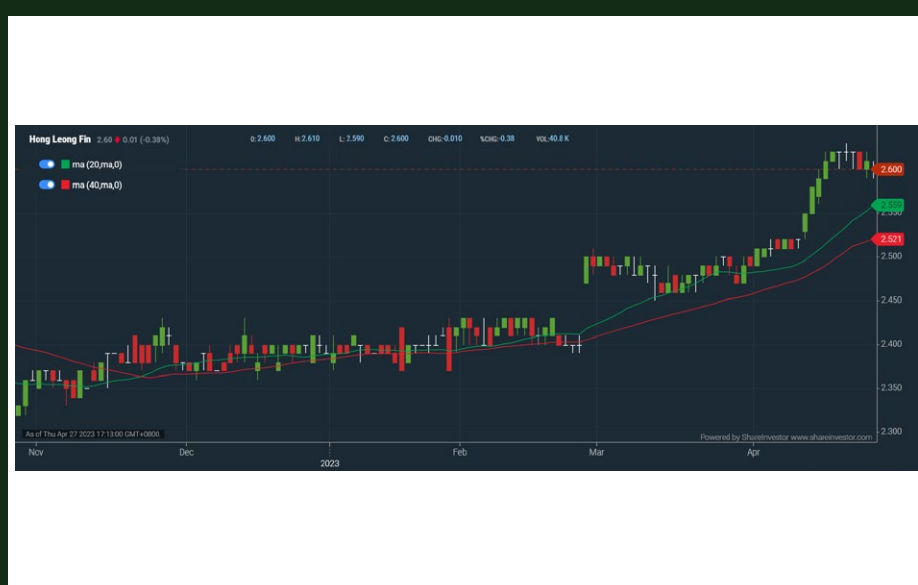 Hong Leong Fin 2.60 0.01 (-0.38%) O: 2.600 H: 2.610 L: 2.590 C: 2.600 CHG:-0.010 %CHG:-0.38 VOL:40.8 K
ma (20,ma,0)
ma (40,ma,0)
2.600
2.559
2.550
2.521
2.500
2.450
2.400
2.350
2.300
As of Thu Apr 27 2023 17:13:00 GMT+0800.
Powered by ShareInvestor www.shareinvestor.com
Nov Dec Feb Mar Apr
2023